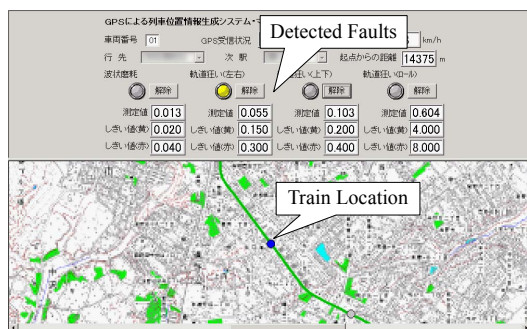 GPSによる列車位置情報生成システム・マ
Detected Faults
車両番号 01 GPS受信状況 km/h
行 先 次 駅 起点からの距離 14375 m
波状磨耗 軌道狂い(左右) 狂い(上下) 軌道狂い(ロール)
解除 解除 解除 解除
測定値 0.013 測定値 0.055 測定値 0.103 測定値 0.604
しきい値(黄) 0.020 しきい値(黄) 0.150 しきい値(黄) 0.200 しきい値(黄) 4.000
しきい値(赤) 0.040 しきい値(赤) 0.300 しきい値(赤) 0.400 しきい値(赤) 8.000
Train Location